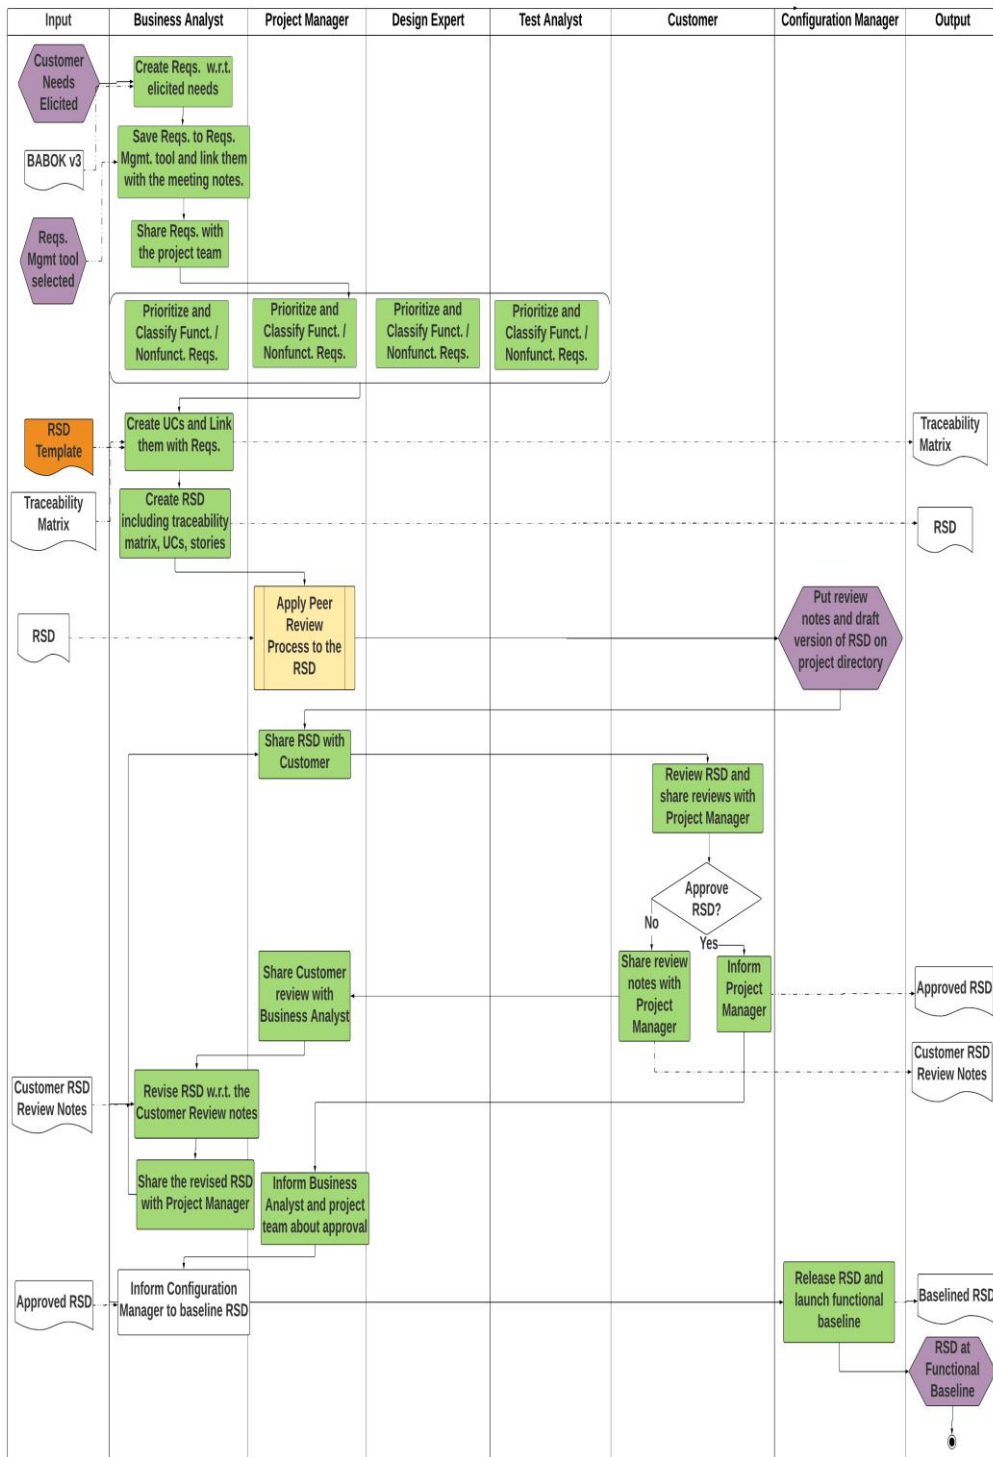 Input
Business Analyst
Project Manager
Design Expert
Test Analyst
Customer
Configuration Manager
Output
Customer
Needs
Elicited
Create Reqs. w.r.t.
elicited needs
BABOK v3
Save Reqs. to Reqs.
Mgmt. tool and link them
with the meeting notes.
Reqs.
Mgmt tool
selected
Share Reqs. with
the project team
Prioritize and
Classify Funct. /
Nonfunct. Reqs.
Prioritize and
Classify Funct. /
Nonfunct. Reqs.
Prioritize and
Classify Funct. /
Nonfunct. Reqs.
Prioritize and
Classify Funct. /
Nonfunct. Reqs.
RSD
Template
Create UCs and Link
them with Reqs.
Traceability
Matrix
Traceability
Matrix
Create RSD
including traceability
matrix, UCs, stories
RSD
RSD
Apply Peer
Review
Process to the
RSD
Put review
notes and draft
version of RSD on
project directory
Share RSD with
Customer
Review RSD and
share reviews with
Project Manager
Approve
RSD?
No
Yes
Share Customer
review with
Business Analyst
Share review
notes with
Project
Manager
Inform
Project
Manager
Approved RSD
Customer RSD
Review Notes
Customer RSD
Review Notes
Revise RSD w.r.t. the
Customer Review notes
Share the revised RSD
with Project Manager
Inform Business
Analyst and project
team about approval
Approved RSD
Inform Configuration
Manager to baseline RSD
Release RSD and
launch functional
baseline
Baselined RSD
RSD at
Functional
Baseline